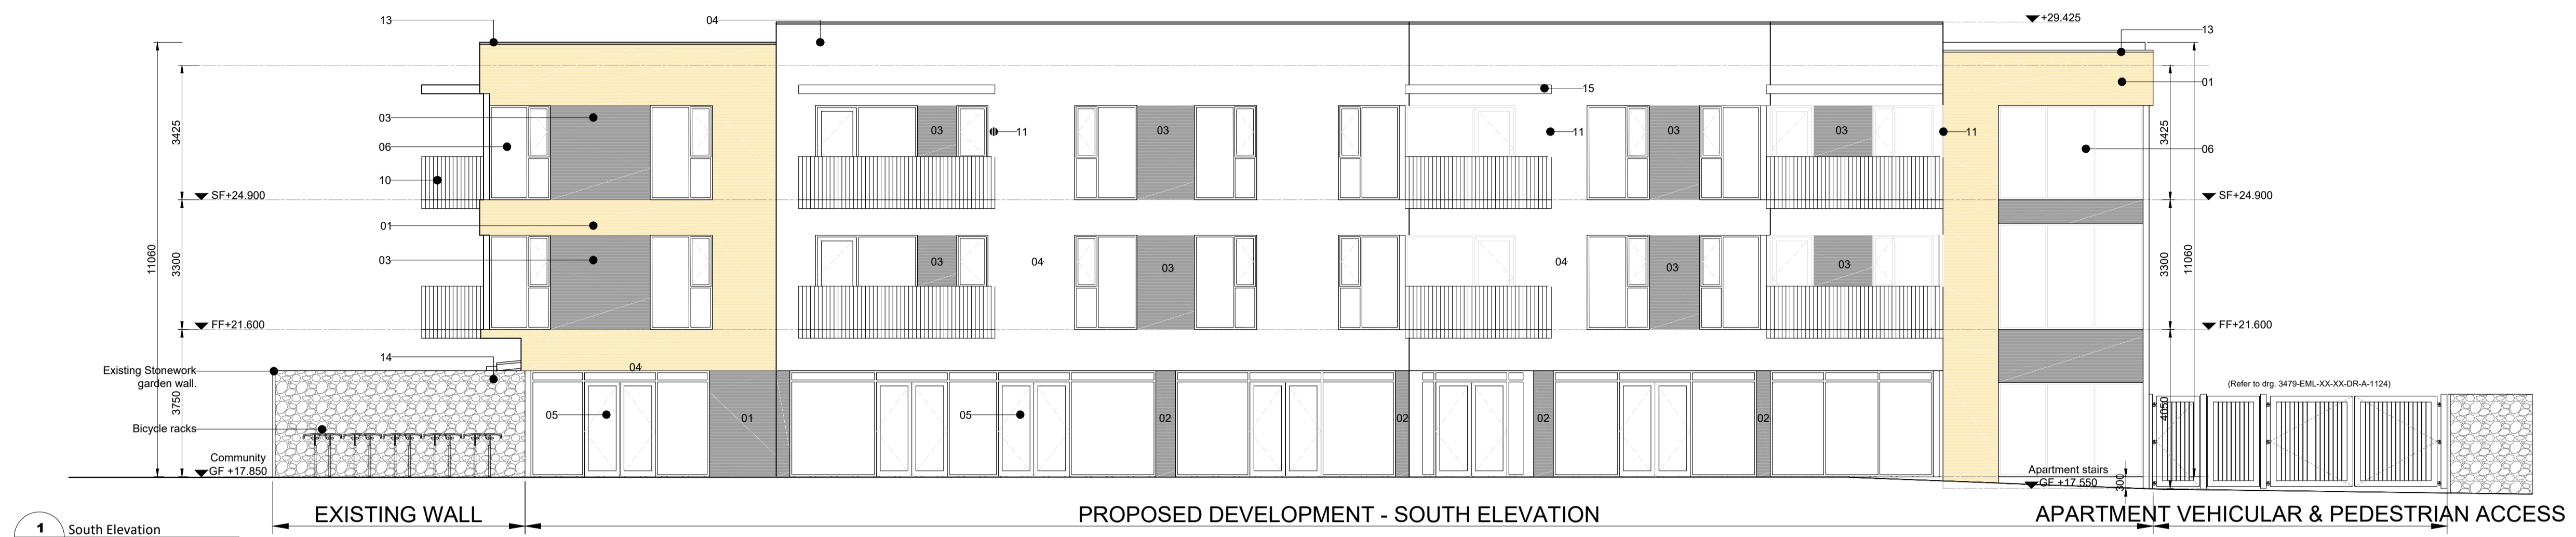 13
04
+29.425
13
01
15
03
03
03
11
11
03
03
11
3425
3425
06
06
10
SF+24.900
SF+24.900
01
11060
3300
03
03
04
03
04
03
03
3300
11060
FF+21.600
FF+21.600
14
04
Existing Stonework
garden wall.
(Refer to drg. 3479-EML-XX-XX-DR-A-1124)
3750
4050
05
01
05
02
02
02
02
Bicycle racks
Community
GF +17.850
Apartment stairs
GF +17.550
300
EXISTING WALL
PROPOSED DEVELOPMENT - SOUTH ELEVATION
APARTMENT VEHICULAR & PEDESTRIAN ACCESS
1
South Elevation